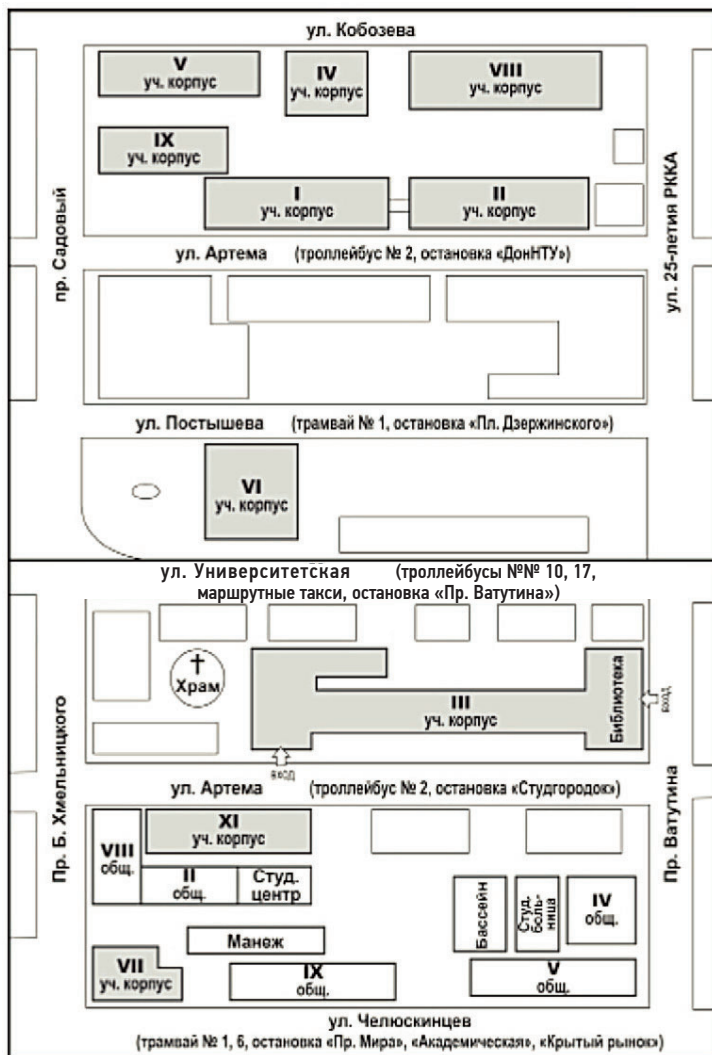 ул. Кобозева
V
уч. корпус
IV
уч. корпус
VIII
уч. корпус
IX
уч. корпус
I
уч. корпус
II
уч. корпус
пр. Садовый
ул. 25-летия РККА
ул. Артема (троллейбус № 2, остановка «ДонНТУ»)
ул. Постышева (трамвай № 1, остановка «Пл. Дзержинского»)
VI
уч. корпус
ул. Университетская (троллейбусы №№ 10, 17,
маршрутные такси, остановка «Пр. Ватутина»)
Храм
III
уч. корпус
Библиотека
вход
вход
Пр. Б. Хмельницкого
Пр. Ватутина
ул. Артема (троллейбус № 2, остановка «Студгородок»)
VIII
общ.
XI
уч. корпус
II
общ.
Студ.
центр
Бассейн
Студ.
боль-
ница
IV
общ.
Манеж
VII
уч. корпус
IX
общ.
V
общ.
ул. Челюскинцев
(трамвай № 1, 6, остановка «Пр. Мира», «Академическая», «Крытый рынок»)